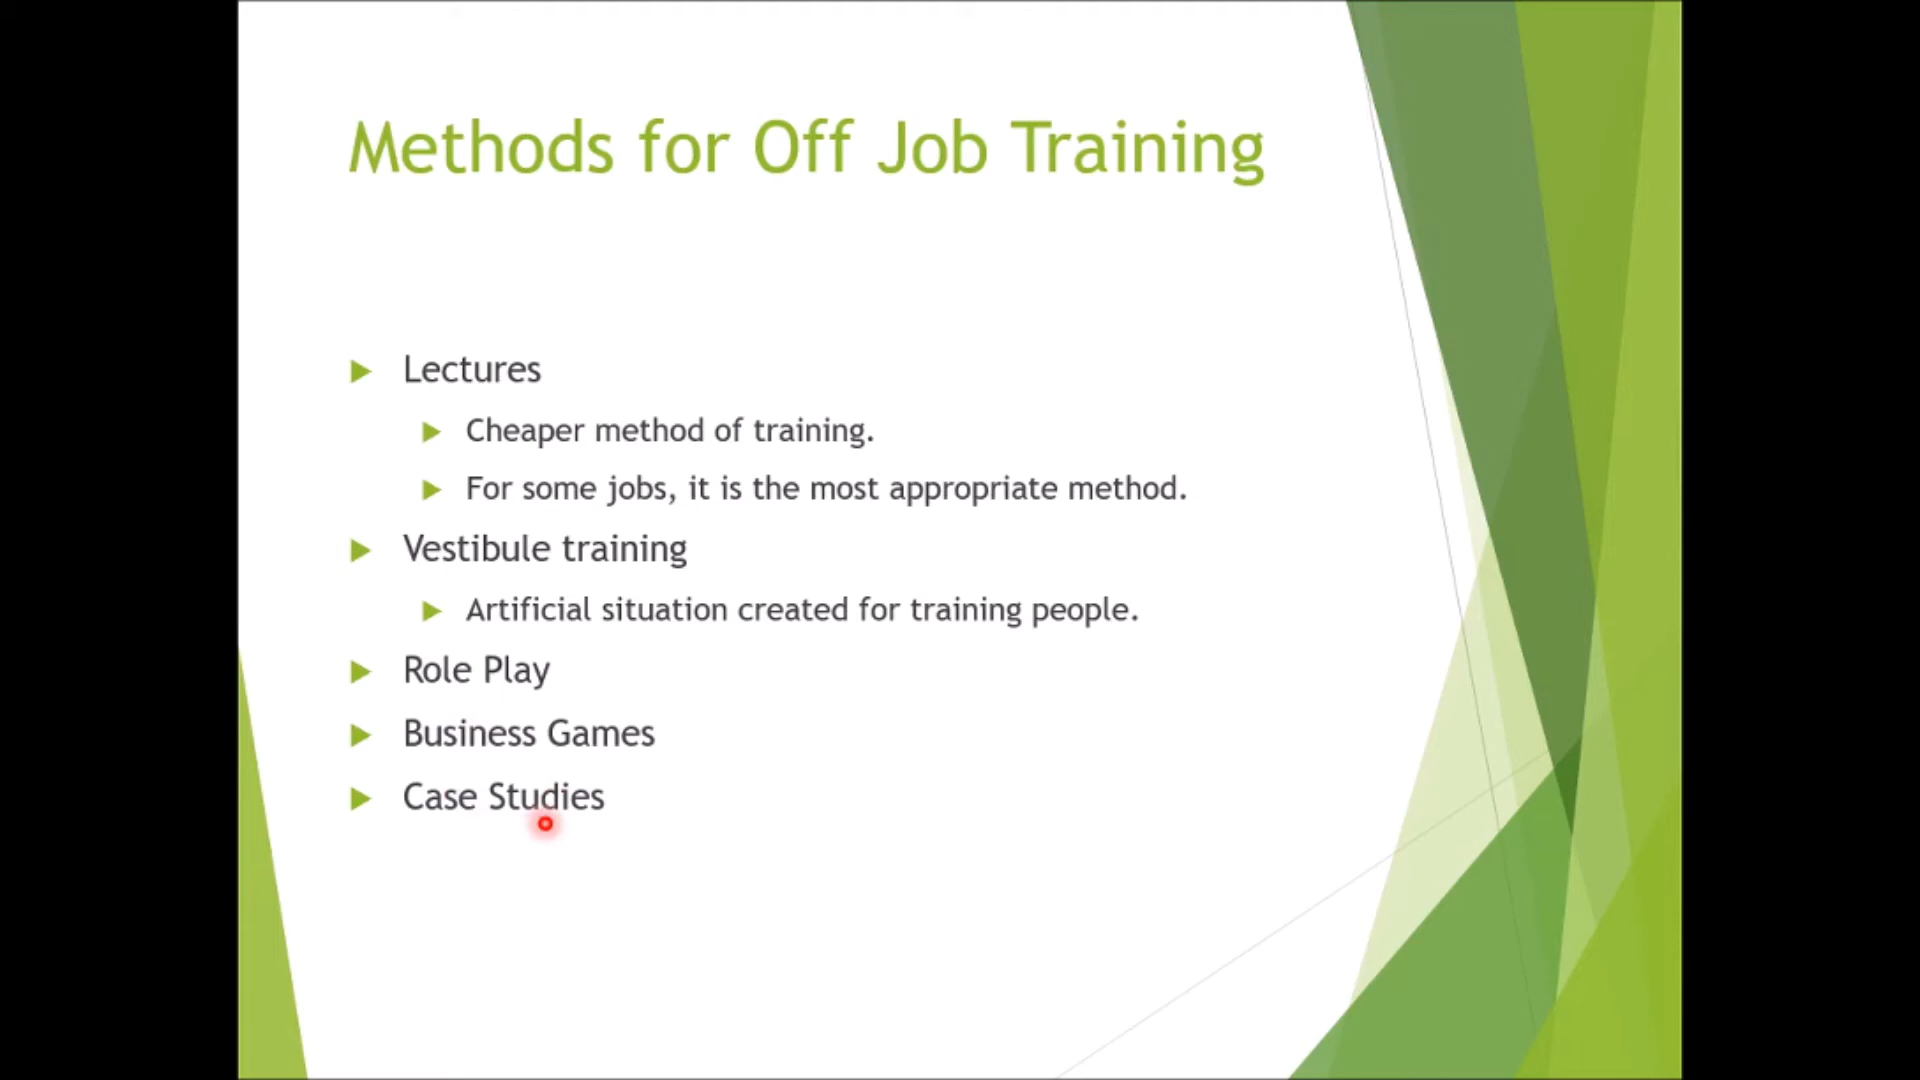 Methods for Off Job Training
Lectures
Cheaper method of training.
For some jobs, it is the most appropriate method.
Vestibule training
Artificial situation created for training people.
Role Play
Business Games
Case Studies